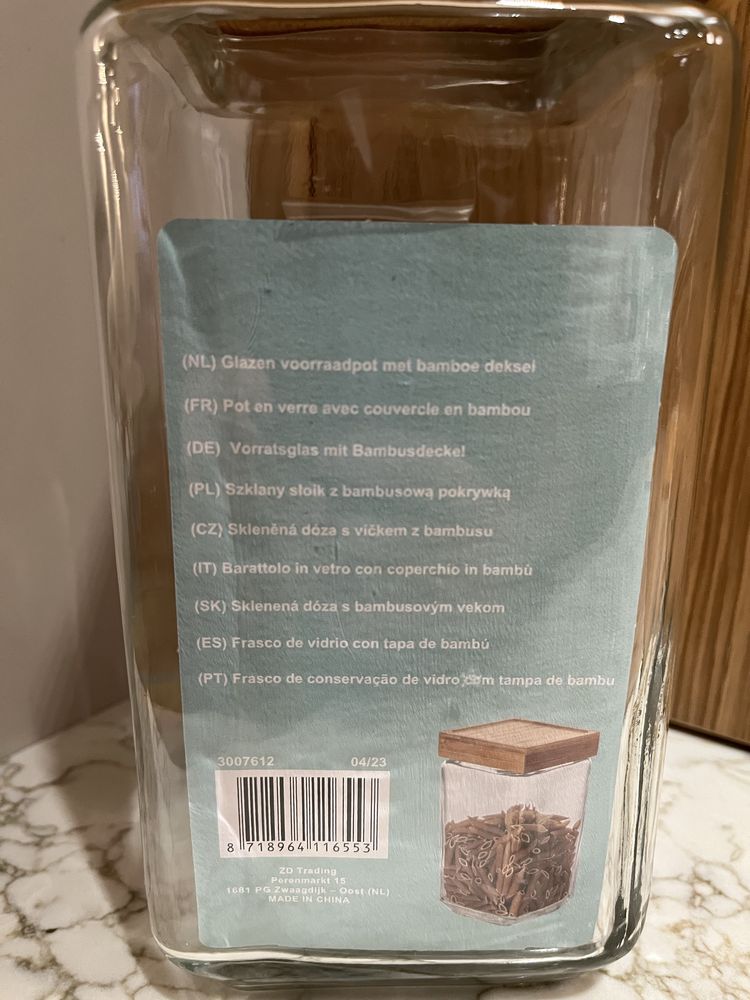 (NL) Glazen voorraadpot met bamboe deksel
(FR) Pot en verre avec couvercle en bambou
(DE) Vorratsglas mit Bambusdeckel
(PL) Szklany słoik z bambusową pokrywką
(CZ) Skleněná dóza s víčkem z bambusu
(IT) Barattolo in vetro con coperchio in bambù
(SK) Sklenená dóza s bambusovým vekom
(ES) Frasco de vidrio con tapa de bambú
(PT) Frasco de conservação de vidro com tampa de bambu
3007612 04/23
8 718964 116553
ZD Trading
Perenmarkt 15
1681 PG Zwaagdijk – Oost (NL)
MADE IN CHINA